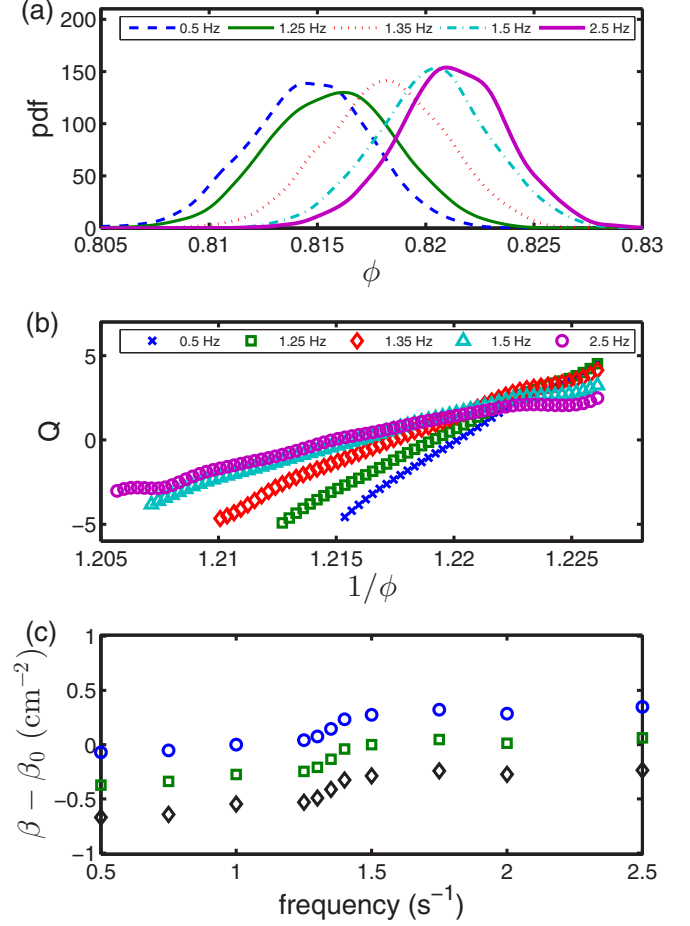 (a)
200
150
100
50
0
pdf
0.5 Hz 1.25 Hz 1.35 Hz 1.5 Hz 2.5 Hz
0.805 0.81 0.815 0.82 0.825 0.83
ϕ
(b)
0.5 Hz 1.25 Hz 1.35 Hz 1.5 Hz 2.5 Hz
5
0
−5
Q
1.205 1.21 1.215 1.22 1.225
1/ϕ
(c)
1
0.5
0
−0.5
−1
β − β₀ (cm⁻²)
0.5 1 1.5 2 2.5
frequency (s⁻¹)